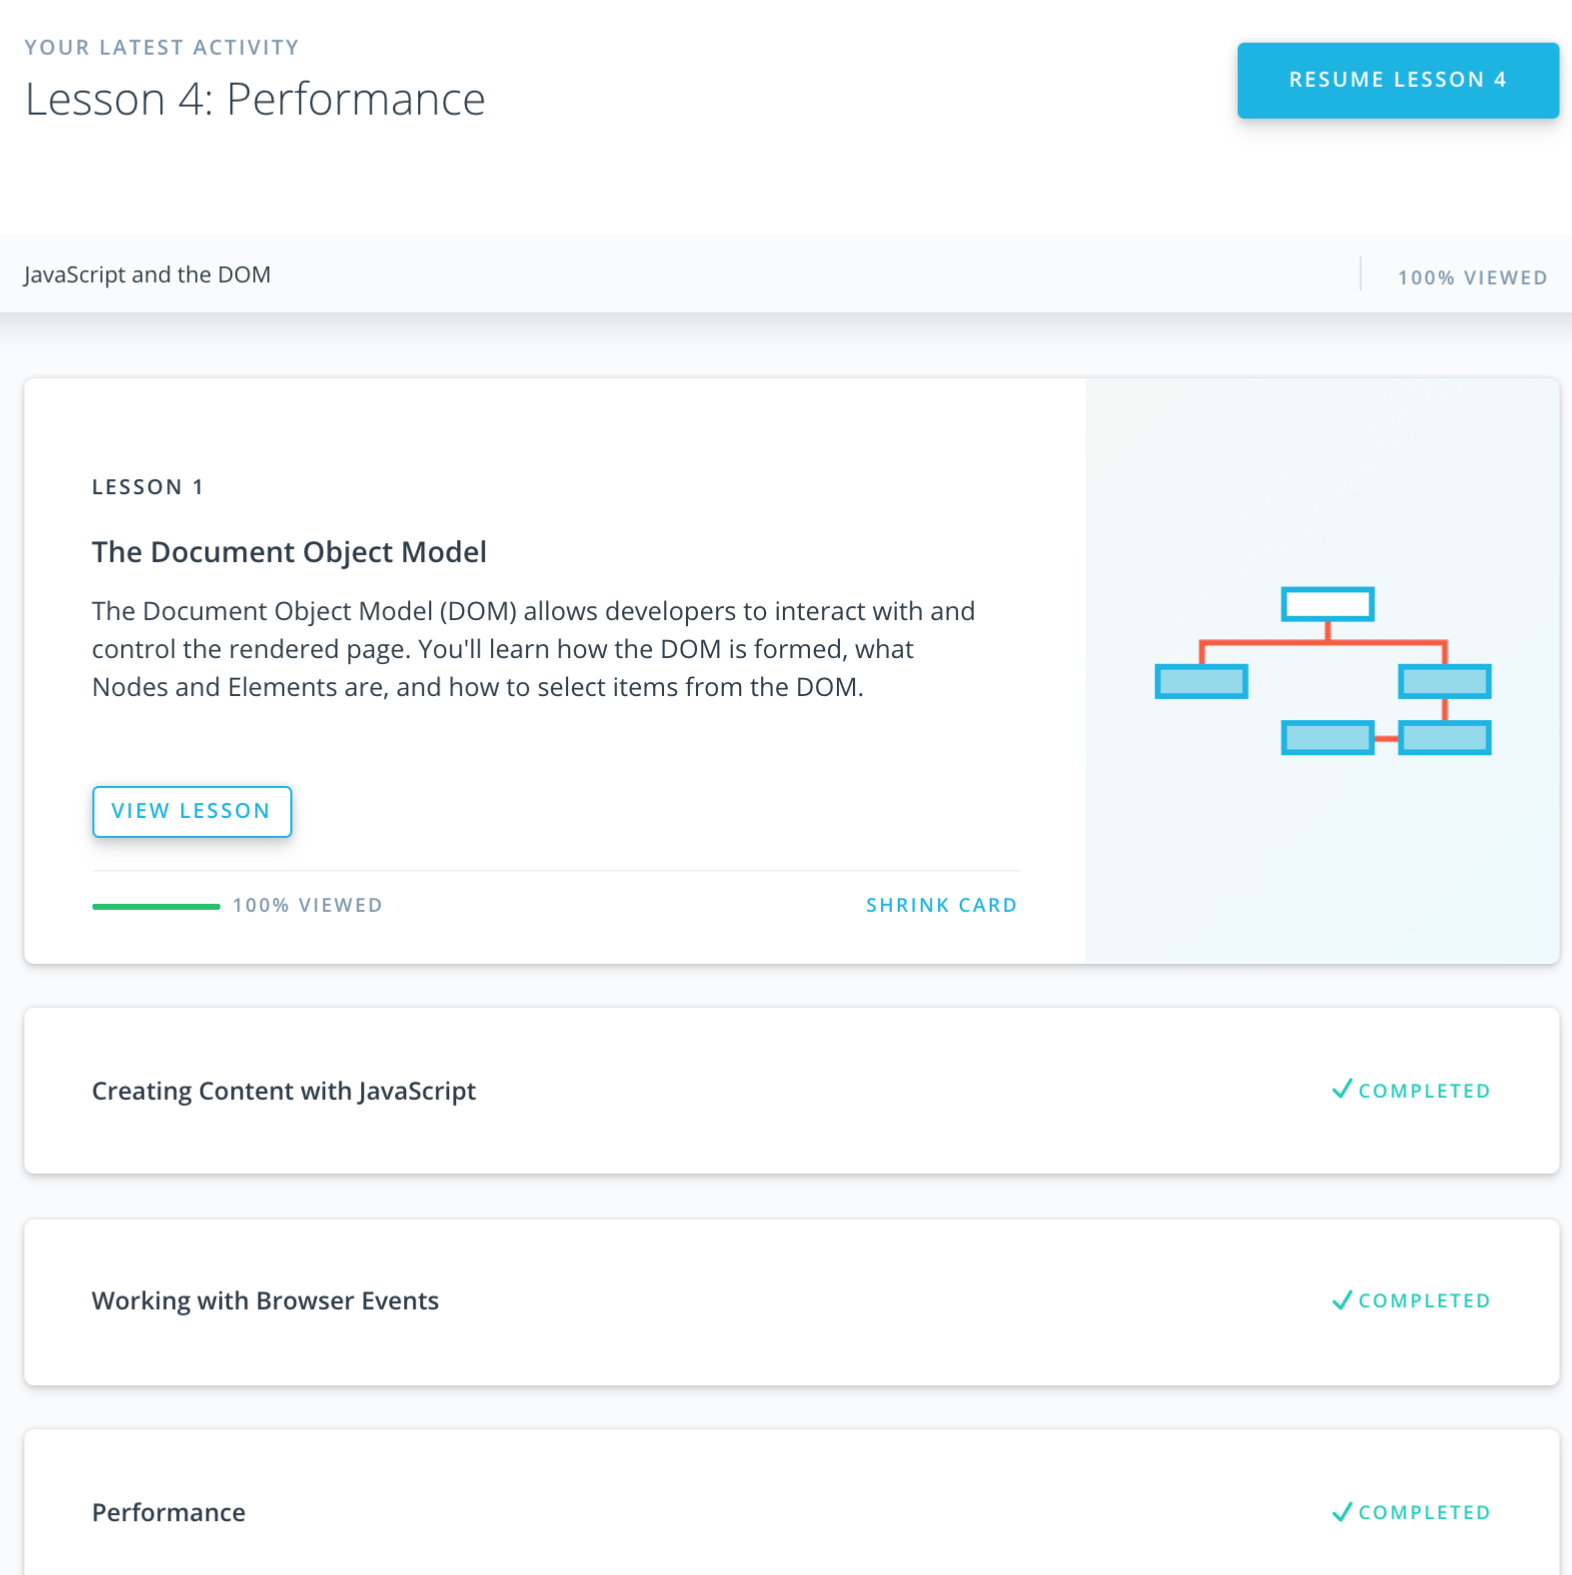 YOUR LATEST ACTIVITY
Lesson 4: Performance
RESUME LESSON 4
JavaScript and the DOM
100% VIEWED
LESSON 1
The Document Object Model
The Document Object Model (DOM) allows developers to interact with and
control the rendered page. You'll learn how the DOM is formed, what
Nodes and Elements are, and how to select items from the DOM.
VIEW LESSON
100% VIEWED
SHRINK CARD
Creating Content with JavaScript
COMPLETED
Working with Browser Events
COMPLETED
Performance
COMPLETED